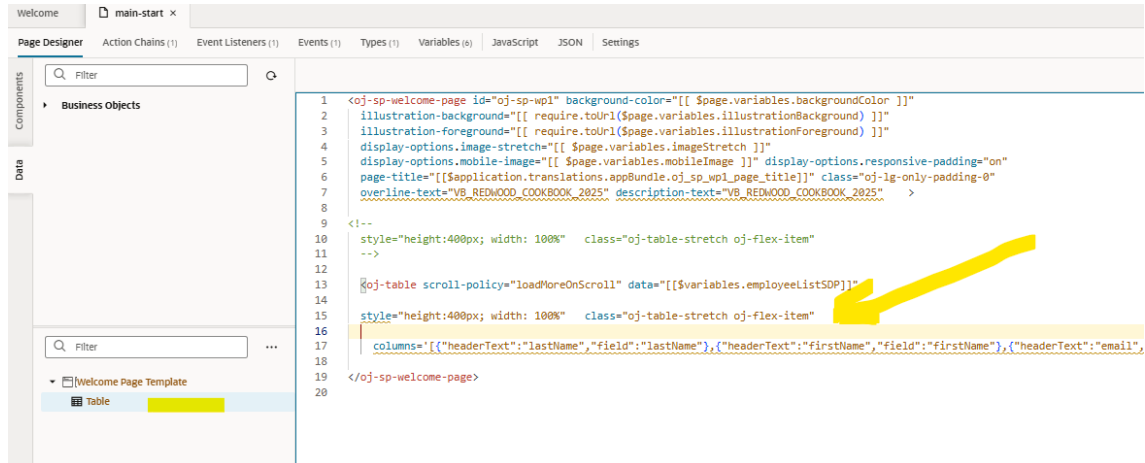 Welcome
main-start ×
Page Designer Action Chains (1) Event Listeners (1) Events (1) Types (1) Variables (6) JavaScript JSON Settings
Components
Data
Filter
Business Objects
Filter
Welcome Page Template
Table
1 <oj-sp-welcome-page id="oj-sp-wp1" background-color="[[ $page.variables.backgroundColor ]]"
2 illustration-background="[[ require.toUrl($page.variables.illustrationBackground) ]]"
3 illustration-foreground="[[ require.toUrl($page.variables.illustrationForeground) ]]"
4 display-options.image-stretch="[[ $page.variables.imageStretch ]]"
5 display-options.mobile-image="[[ $page.variables.mobileImage ]]" display-options.responsive-padding="on"
6 page-title="[[$application.translations.appBundle.oj_sp_wp1_page_title]]" class="oj-lg-only-padding-0"
7 overline-text="VB_REDWOOD_COOKBOOK_2025" description-text="VB_REDWOOD_COOKBOOK_2025" >
8
9 <!--
10 style="height:400px; width: 100%" class="oj-table-stretch oj-flex-item"
11 -->
12
13 <oj-table scroll-policy="loadMoreOnScroll" data="[[$variables.employeeListSDP]]"
14
15 style="height:400px; width: 100%" class="oj-table-stretch oj-flex-item"
16
17 columns='[{"headerText":"lastName","field":"lastName"},{"headerText":"firstName","field":"firstName"},{"headerText":"email",
18
19 </oj-sp-welcome-page>
20